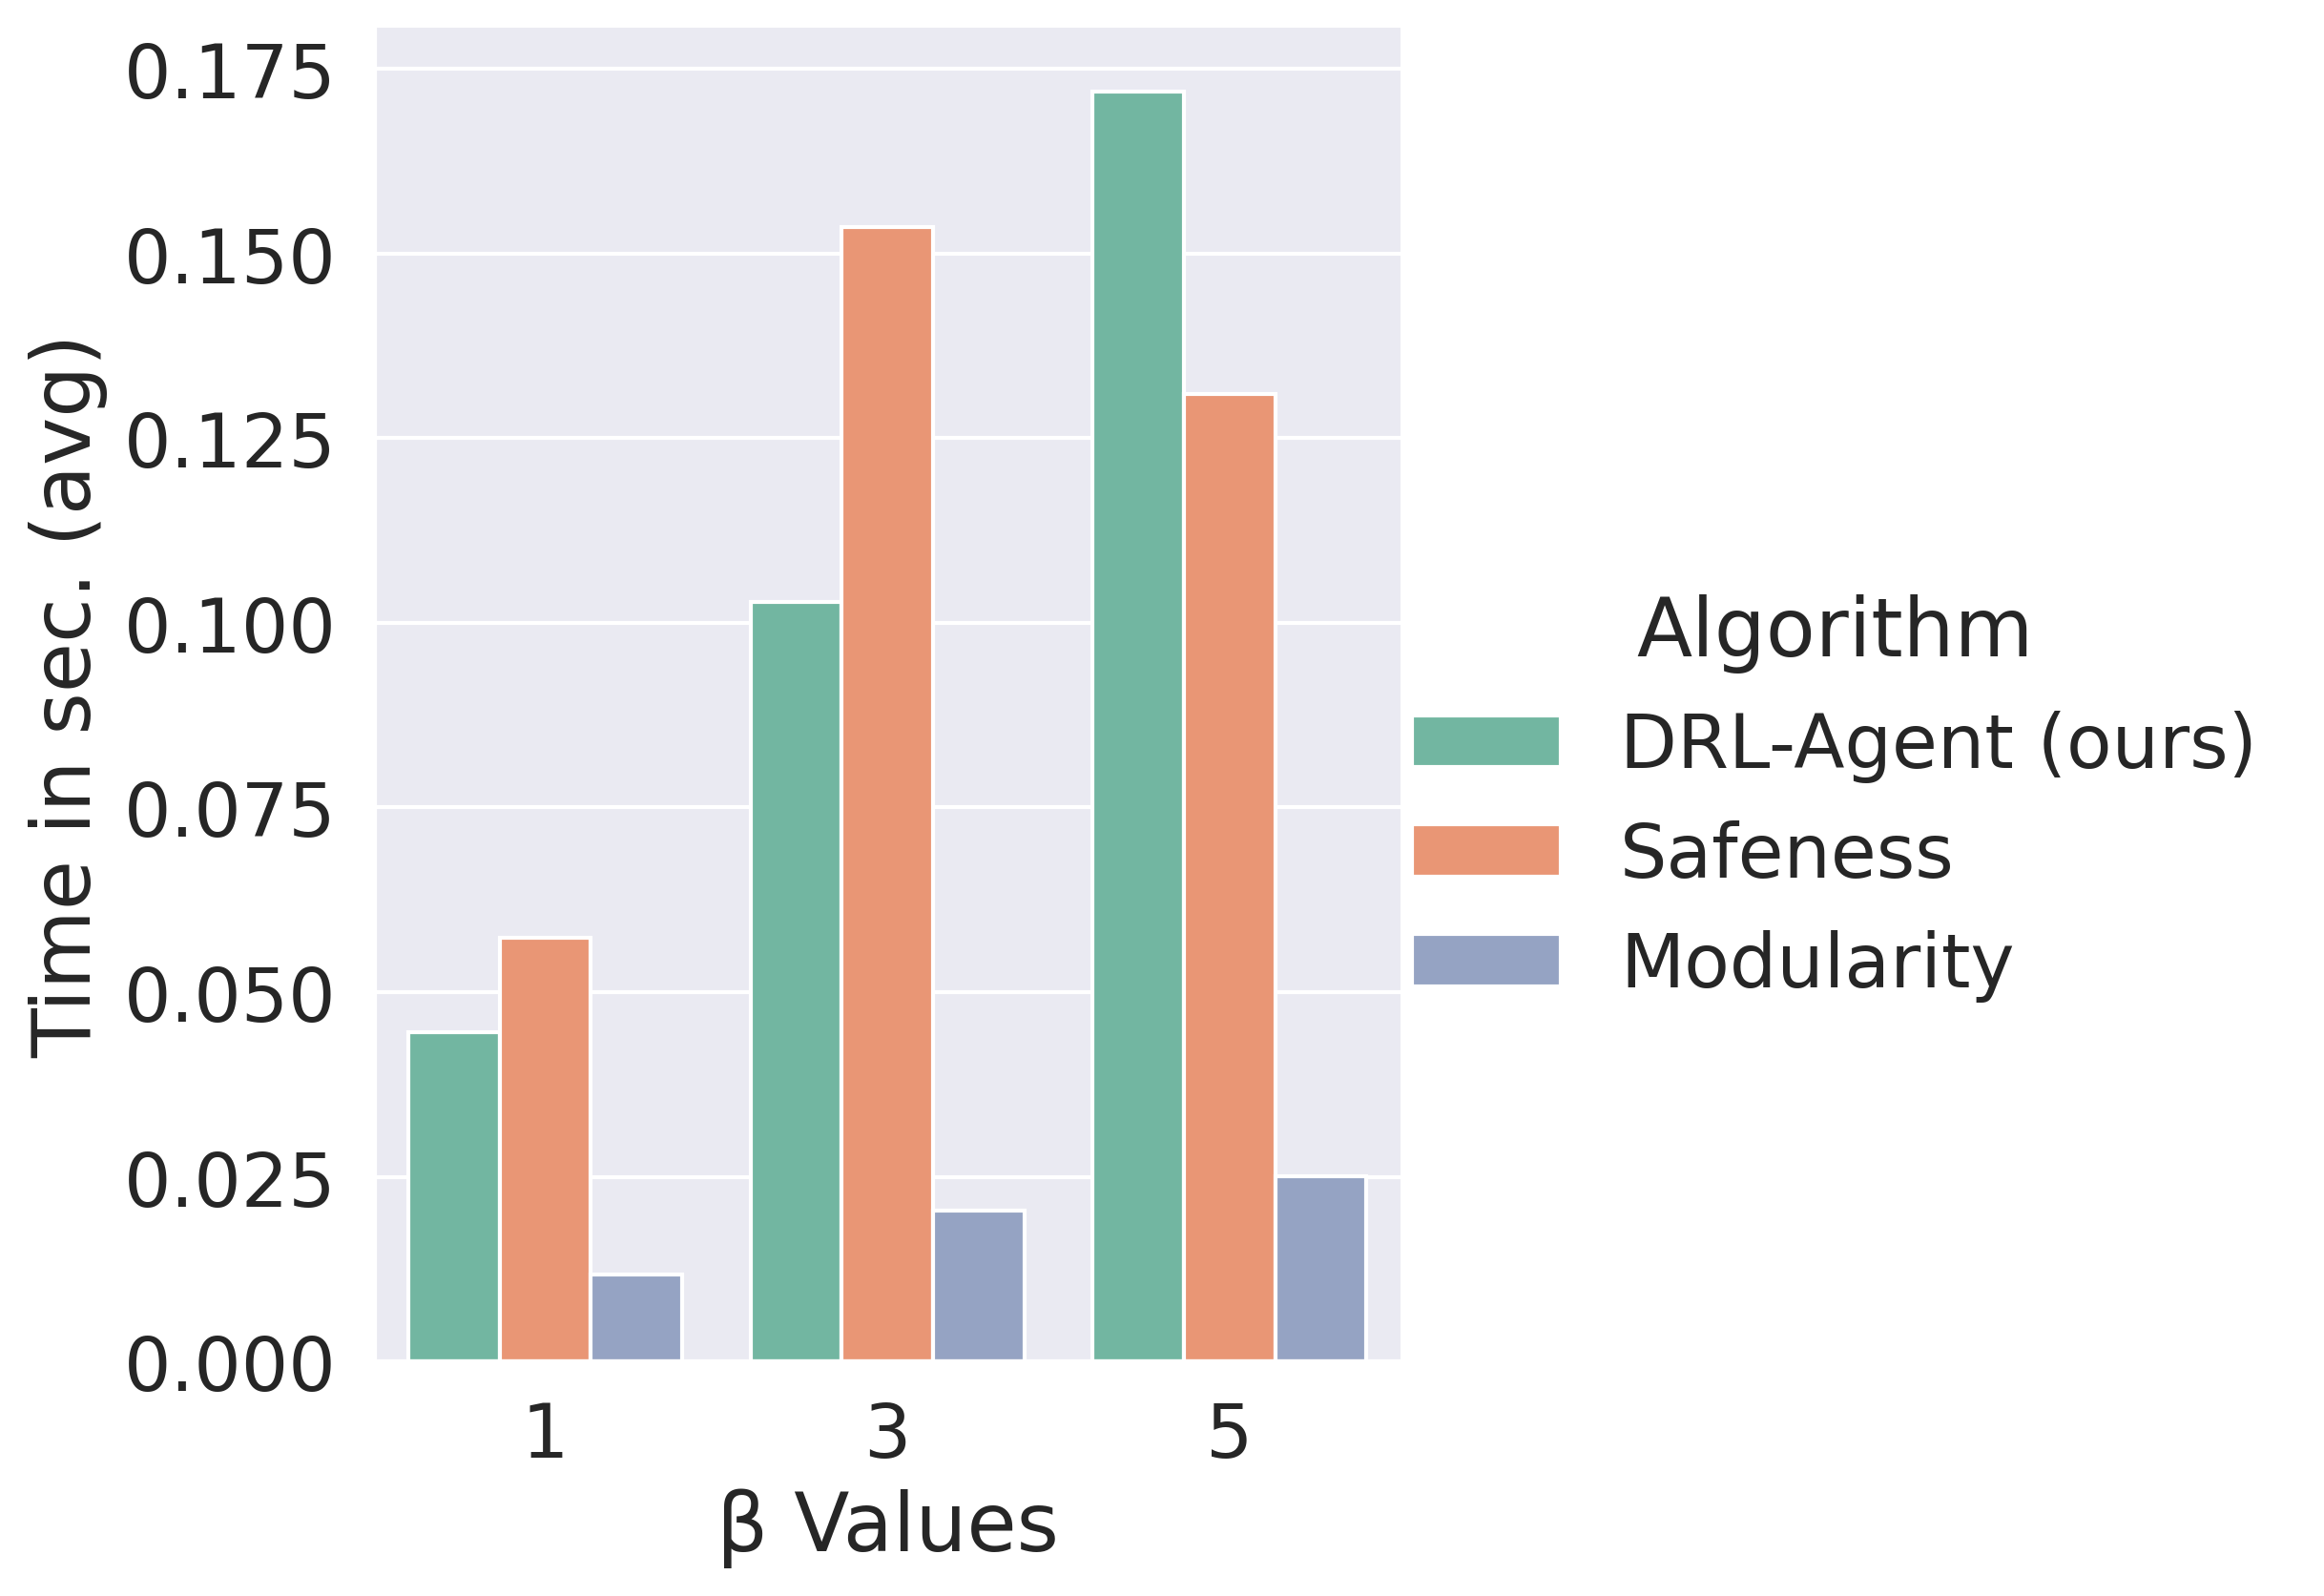 Time in sec. (avg)
0.175
0.150
0.125
0.100
0.075
0.050
0.025
0.000
1
3
5
β Values
Algorithm
DRL-Agent (ours)
Safeness
Modularity